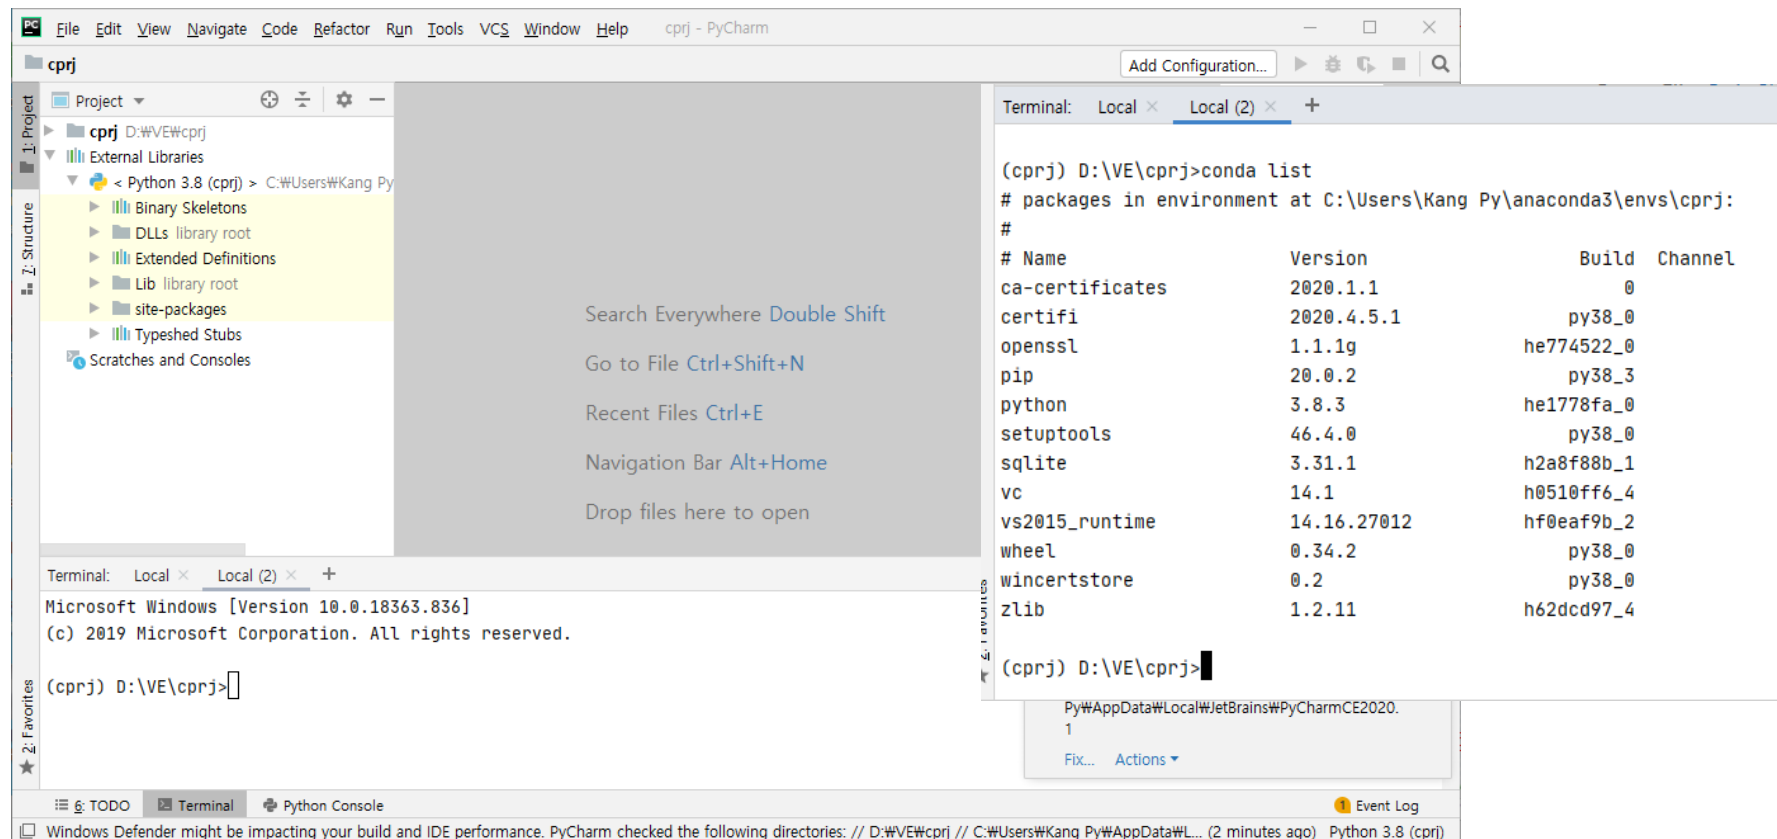 PC File Edit View Navigate Code Refactor Run Tools VCS Window Help cprj - PyCharm
cprj
Add Configuration...
1: Project
7: Structure
2: Favorites
Project
cprj D:₩VE₩cprj
External Libraries
< Python 3.8 (cprj) > C:₩Users₩Kang Py
Binary Skeletons
DLLs library root
Extended Definitions
Lib library root
site-packages
Typeshed Stubs
Scratches and Consoles
Search Everywhere Double Shift
Go to File Ctrl+Shift+N
Recent Files Ctrl+E
Navigation Bar Alt+Home
Drop files here to open
Terminal: Local × Local (2) × +
Microsoft Windows [Version 10.0.18363.836]
(c) 2019 Microsoft Corporation. All rights reserved.
(cprj) D:\VE\cprj>
Terminal: Local × Local (2) × +
(cprj) D:\VE\cprj>conda list
# packages in environment at C:\Users\Kang Py\anaconda3\envs\cprj:
#
# Name Version Build Channel
ca-certificates 2020.1.1 0
certifi 2020.4.5.1 py38_0
openssl 1.1.1g he774522_0
pip 20.0.2 py38_3
python 3.8.3 he1778fa_0
setuptools 46.4.0 py38_0
sqlite 3.31.1 h2a8f88b_1
vc 14.1 h0510ff6_4
vs2015_runtime 14.16.27012 hf0eaf9b_2
wheel 0.34.2 py38_0
wincertstore 0.2 py38_0
zlib 1.2.11 h62dcd97_4
(cprj) D:\VE\cprj>
Py₩AppData₩Local₩JetBrains₩PyCharmCE2020.
1
Fix... Actions
6: TODO Terminal Python Console
1 Event Log
Windows Defender might be impacting your build and IDE performance. PyCharm checked the following directories: // D:₩VE₩cprj // C:₩Users₩Kang Py₩AppData₩L... (2 minutes ago) Python 3.8 (cprj)